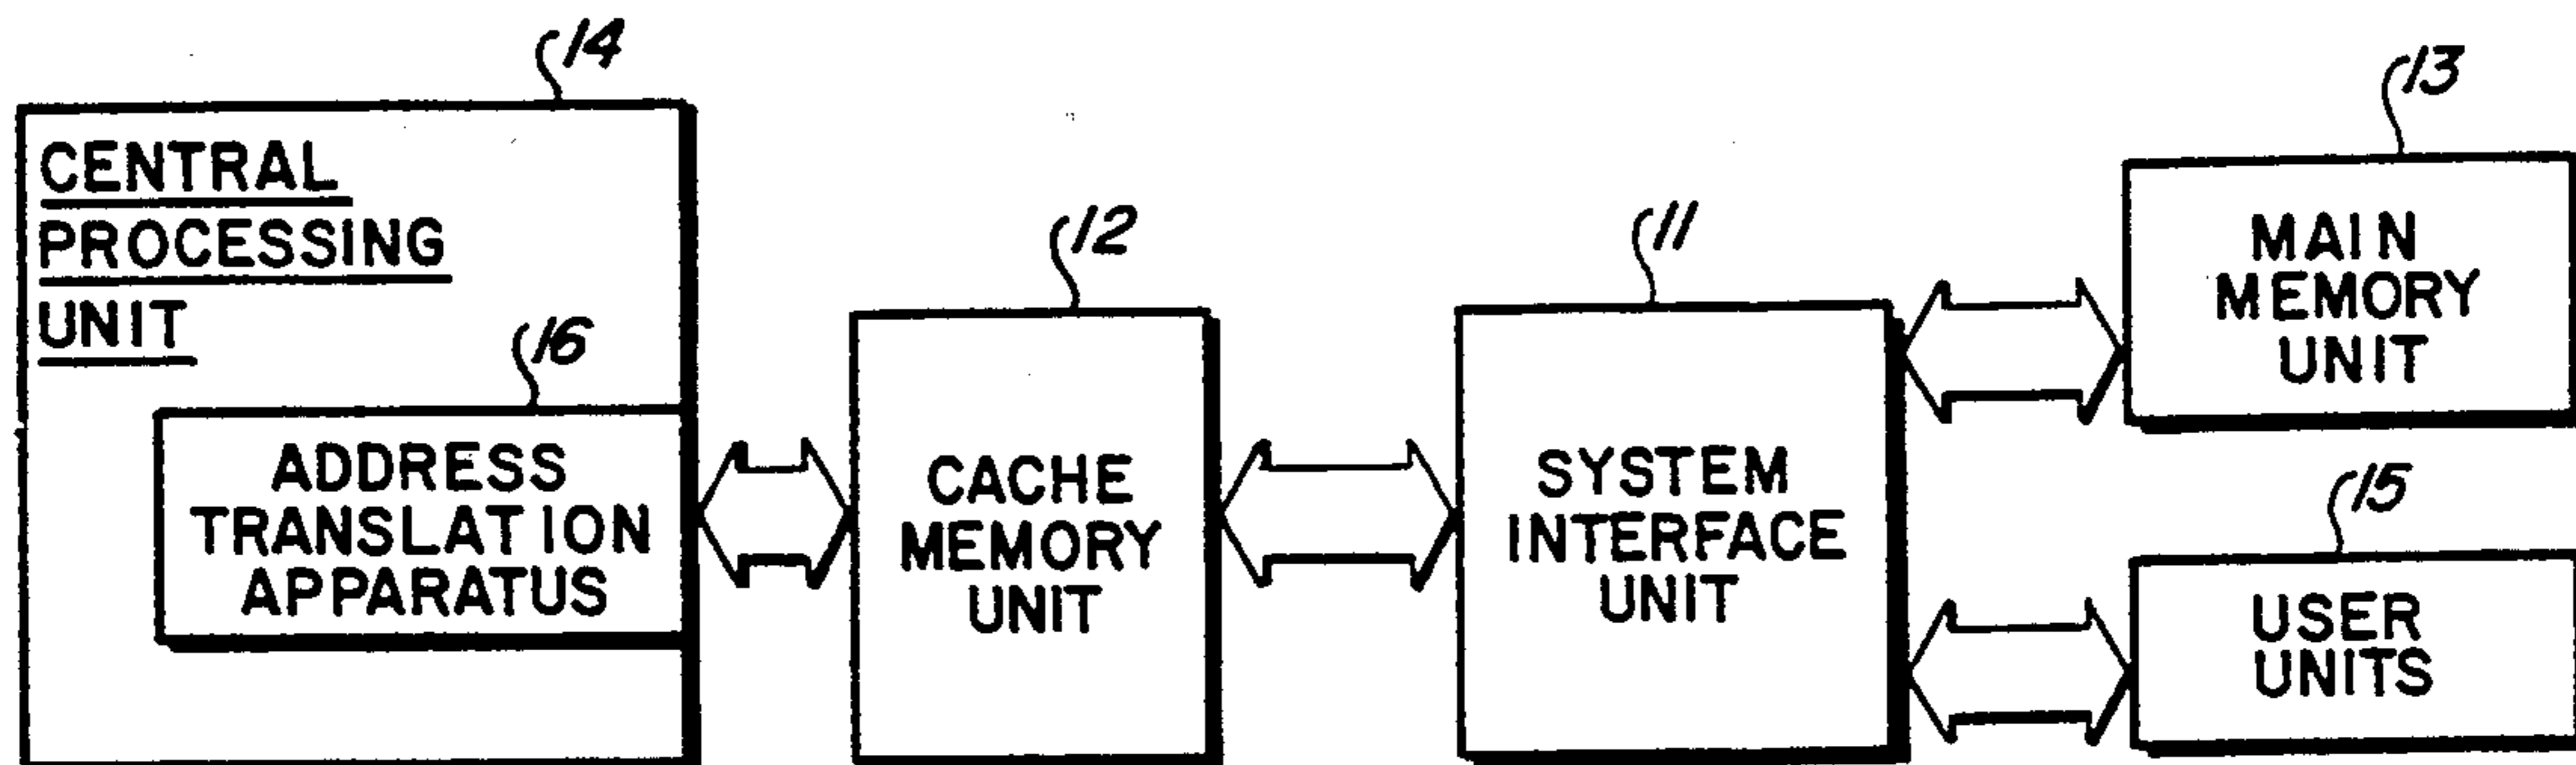 14
CENTRAL
PROCESSING
UNIT
16
ADDRESS
TRANSLATION
APPARATUS
12
CACHE
MEMORY
UNIT
11
SYSTEM
INTERFACE
UNIT
13
MAIN
MEMORY
UNIT
15
USER
UNITS